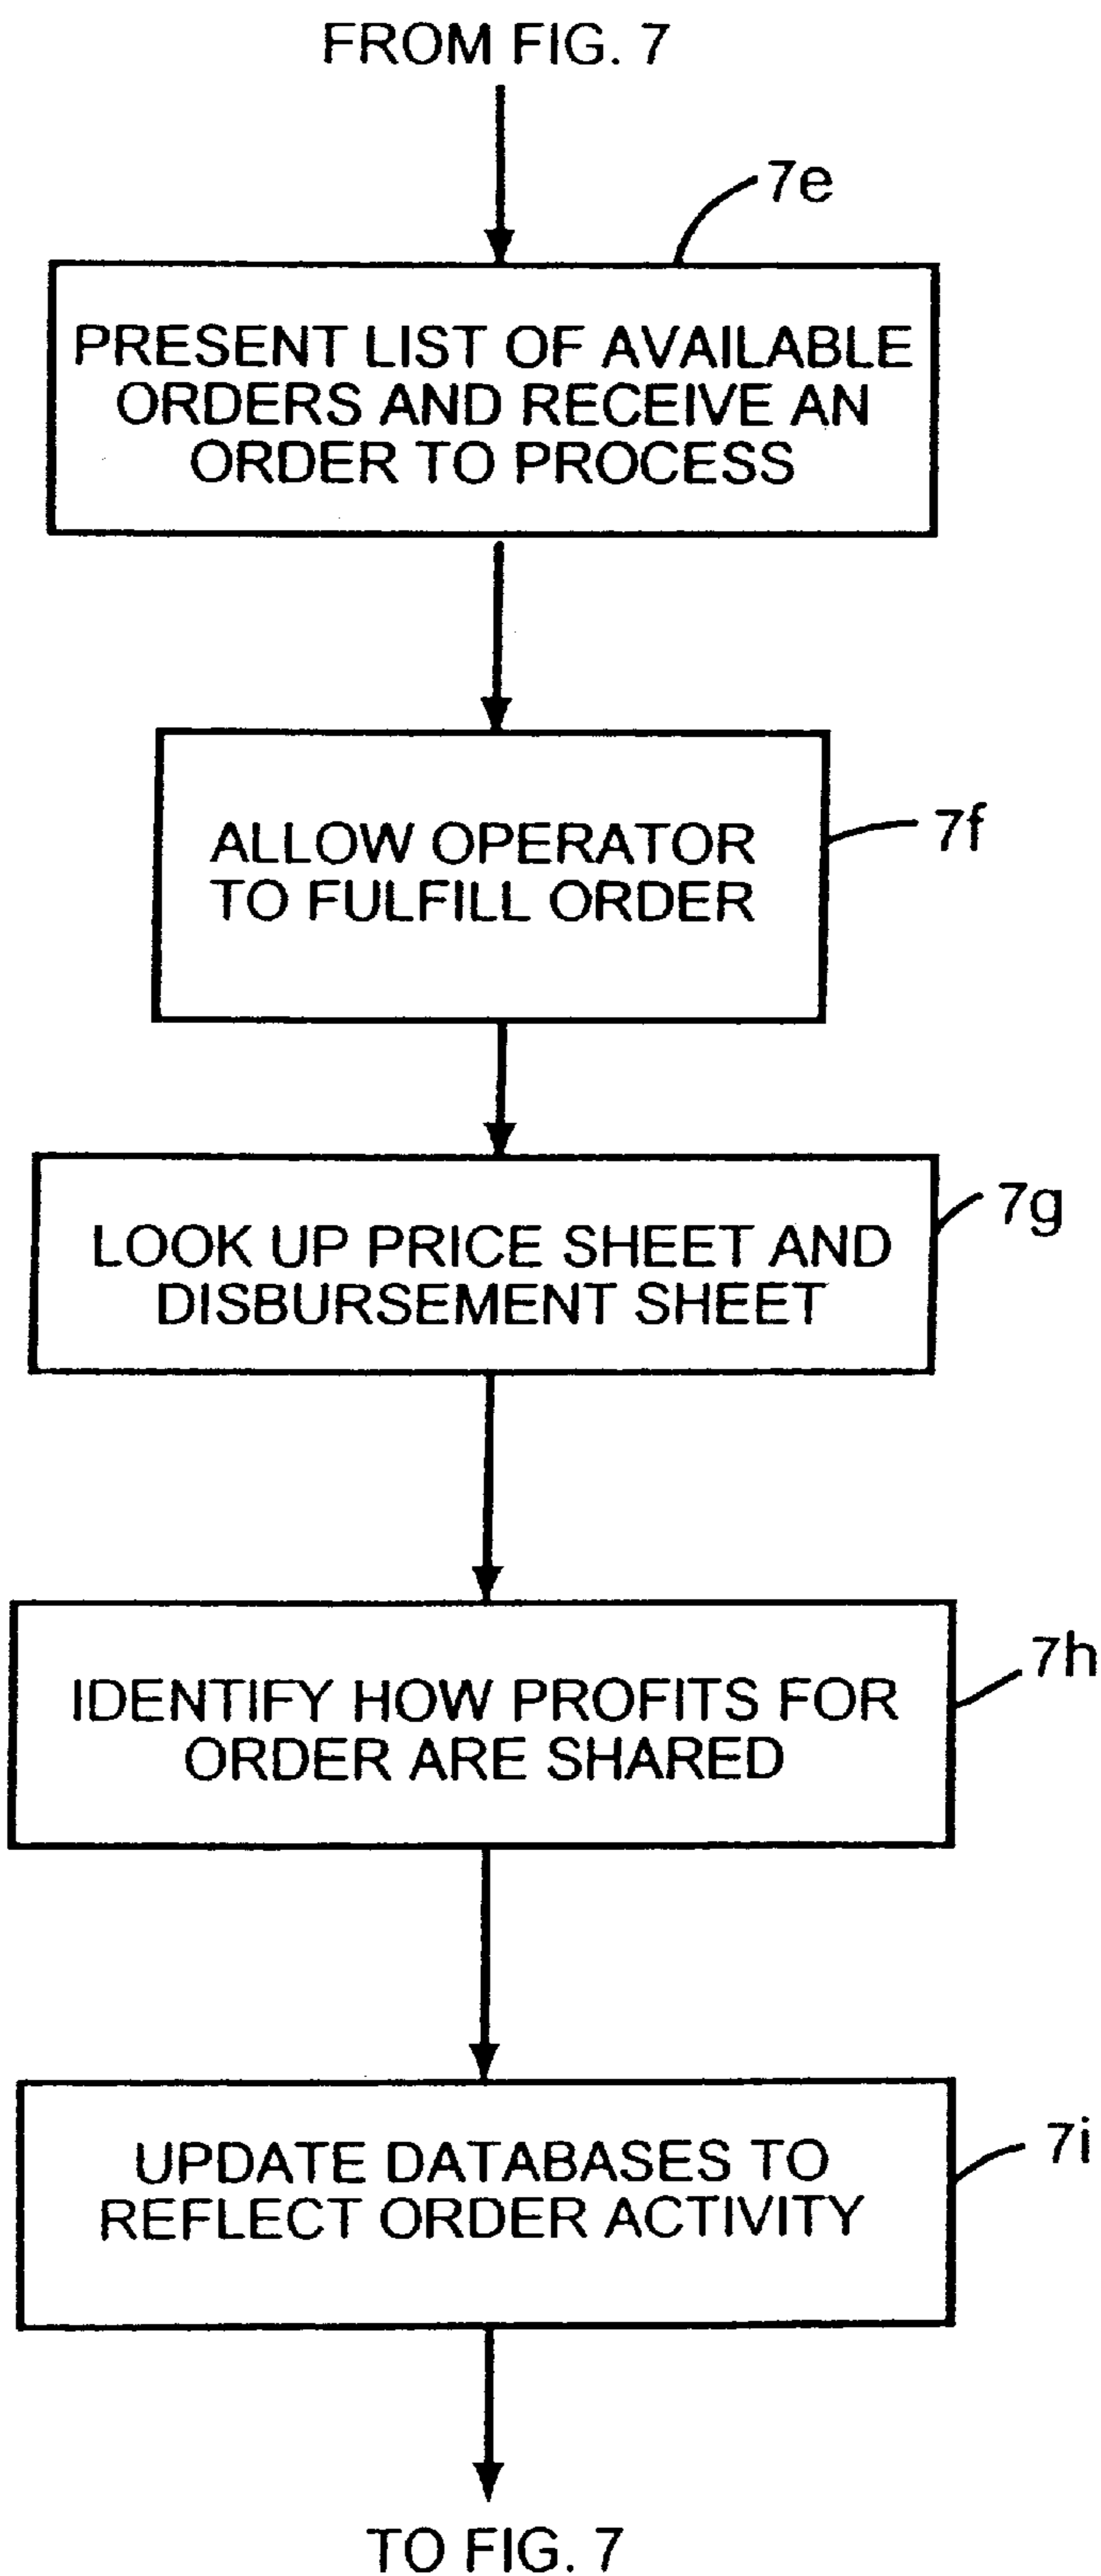 FROM FIG. 7
7e
PRESENT LIST OF AVAILABLE
ORDERS AND RECEIVE AN
ORDER TO PROCESS
ALLOW OPERATOR
TO FULFILL ORDER
7f
LOOK UP PRICE SHEET AND
DISBURSEMENT SHEET
7g
IDENTIFY HOW PROFITS FOR
ORDER ARE SHARED
7h
UPDATE DATABASES TO
REFLECT ORDER ACTIVITY
7i
TO FIG. 7